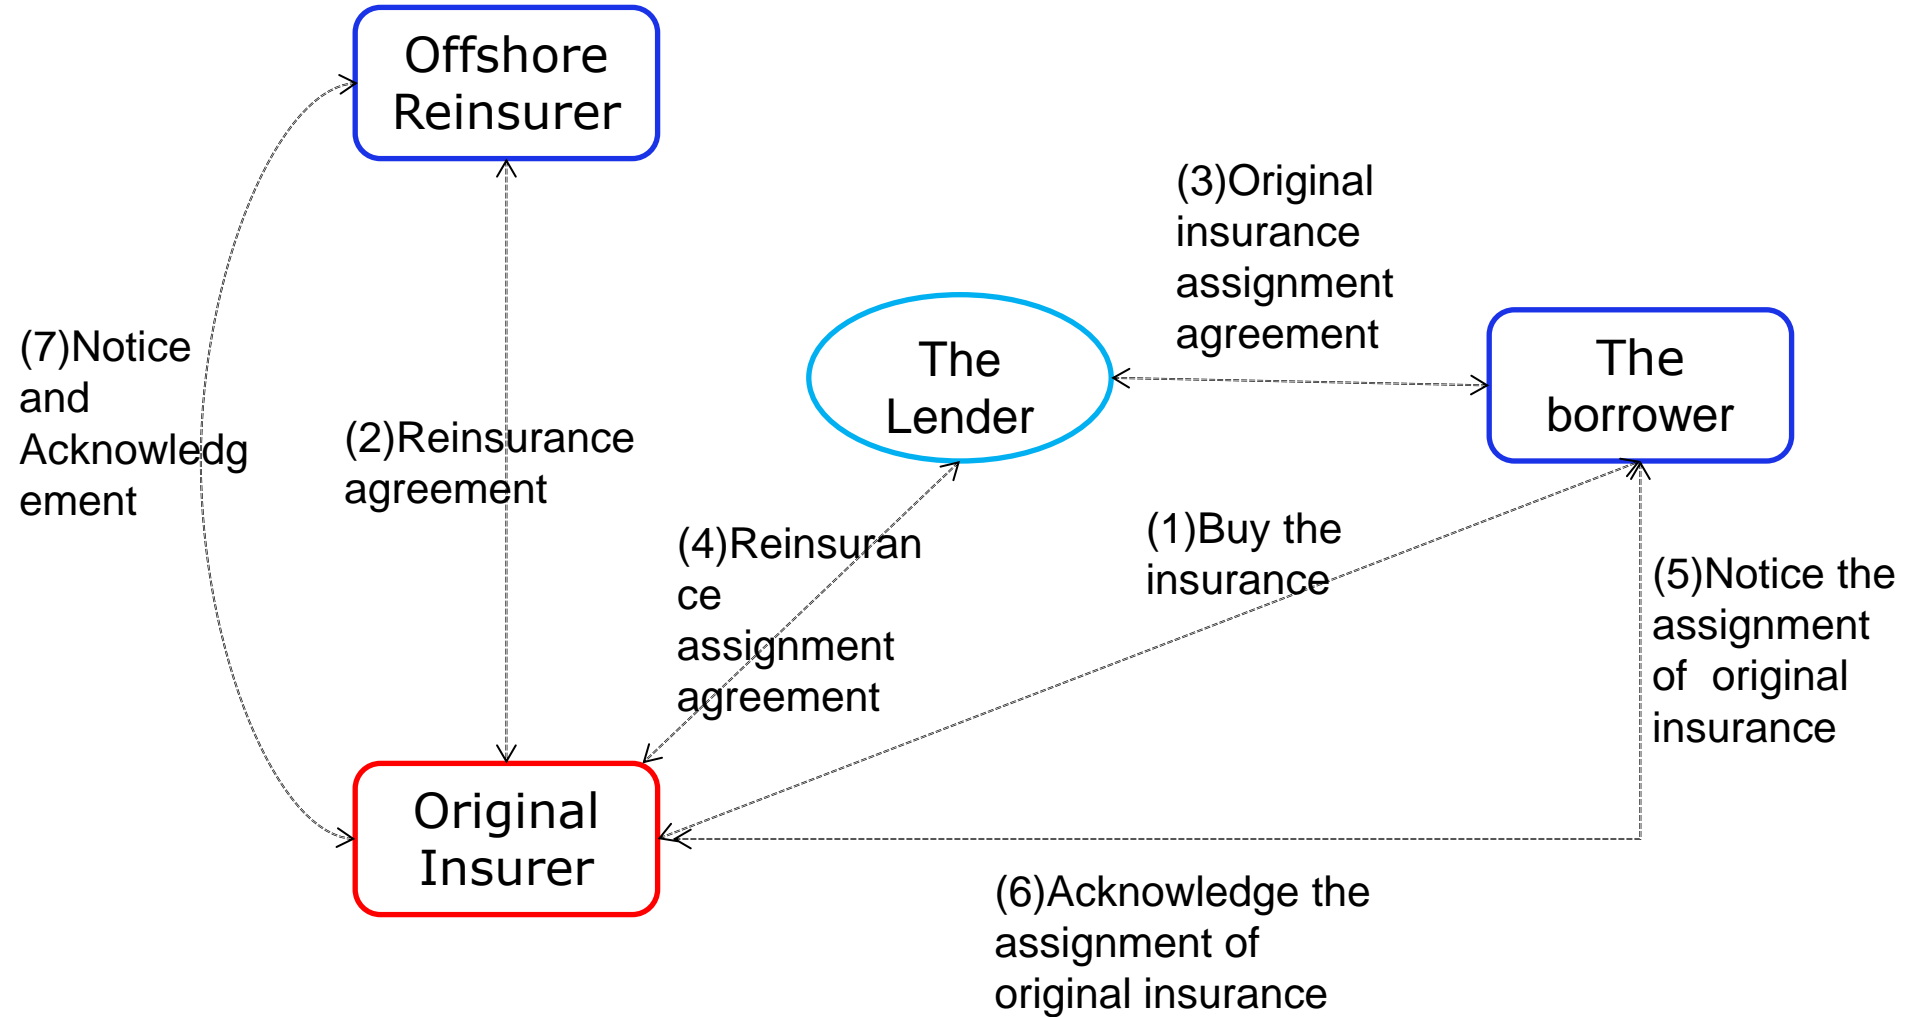 Offshore
Reinsurer
(3)Original
insurance
assignment
agreement
(7)Notice
and
Acknowledg
ement
The
Lender
The
borrower
(2)Reinsurance
agreement
(4)Reinsuran
ce
assignment
agreement
(1)Buy the
insurance
(5)Notice the
assignment
of  original
insurance
Original
Insurer
(6)Acknowledge the
assignment of
original insurance